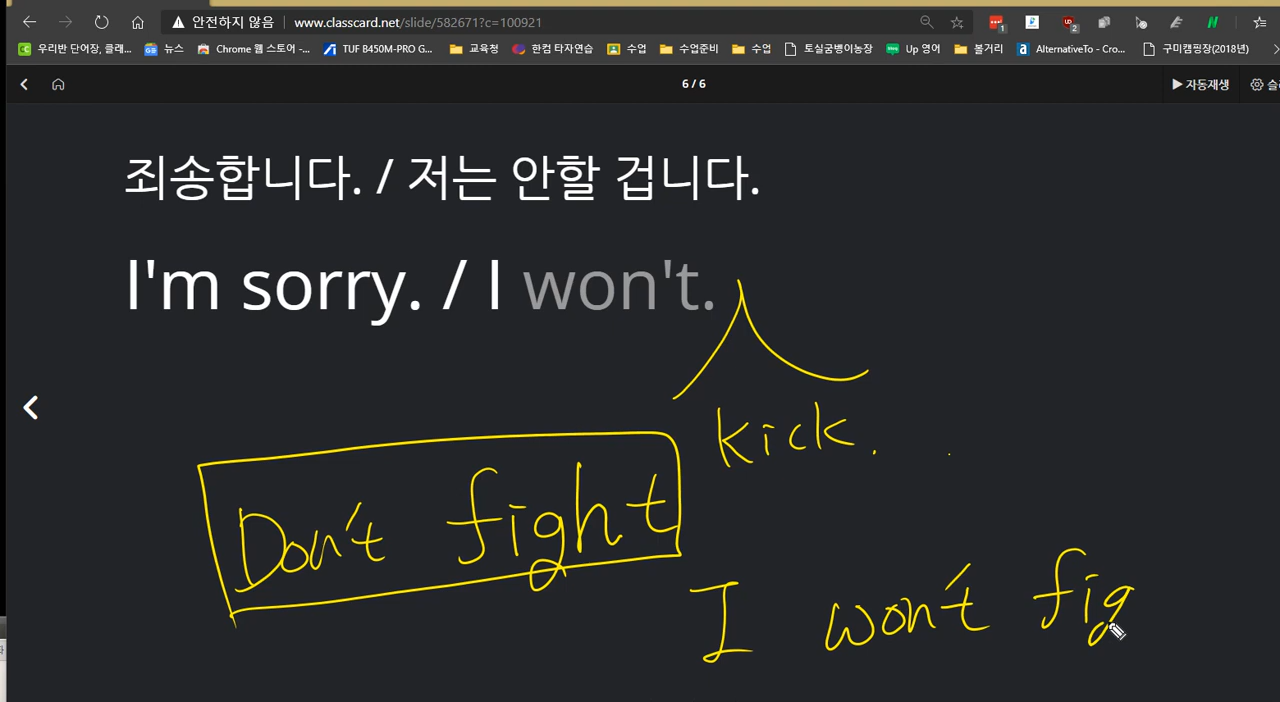 안전하지 않음 www.classcard.net/slide/582671?c=100921
우리반 단어장, 클래... 뉴스 Chrome 웹 스토어 -... TUF B450M-PRO G... 교육청 한컴 타자연습 수업 수업준비 수업 토실궁뱅이농장 Up 영어 볼거리 AlternativeTo - Cro... 구미캠핑장(2018년)
6 / 6 자동재생
죄송합니다. / 저는 안할 겁니다.
I'm sorry. / I won't.
kick.
Don't fight
I won't fig